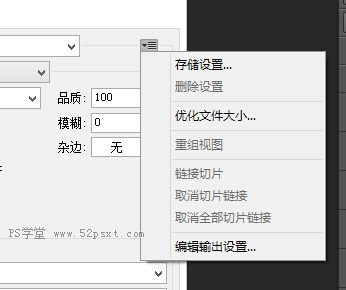 存储设置...
删除设置
品质: 100
优化文件大小...
模糊: 0
杂边: 无
重组视图
链接切片
取消切片链接
取消全部切片链接
PS学堂 www.52psxt.com
编辑输出设置...